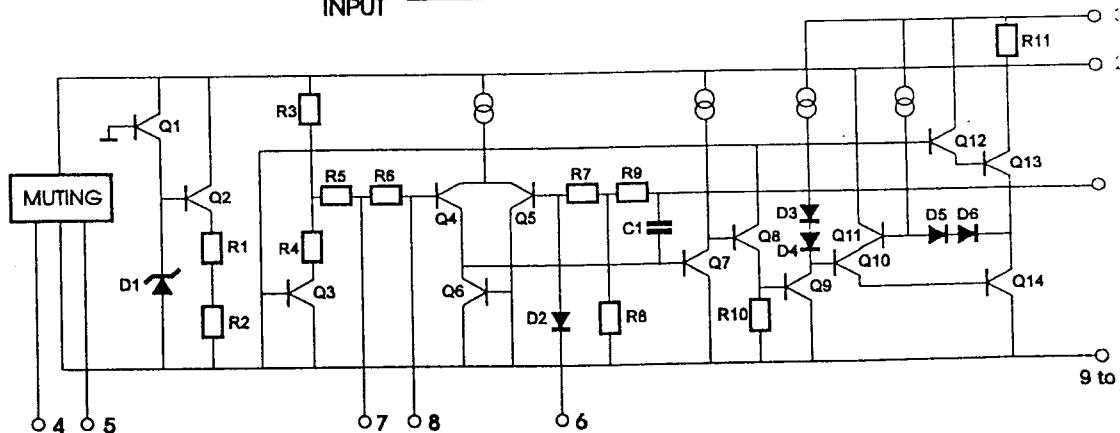 INPUT
R11
2
R3
Q1
Q12
Q13
MUTING
Q2
R5
R6
R7
R9
Q4
Q5
C1
D3
D5
D6
R1
R4
Q8
D4
Q11
Q7
Q10
D1
Q3
Q6
Q9
Q14
R2
D2
R8
R10
9 to
4
5
7
8
6